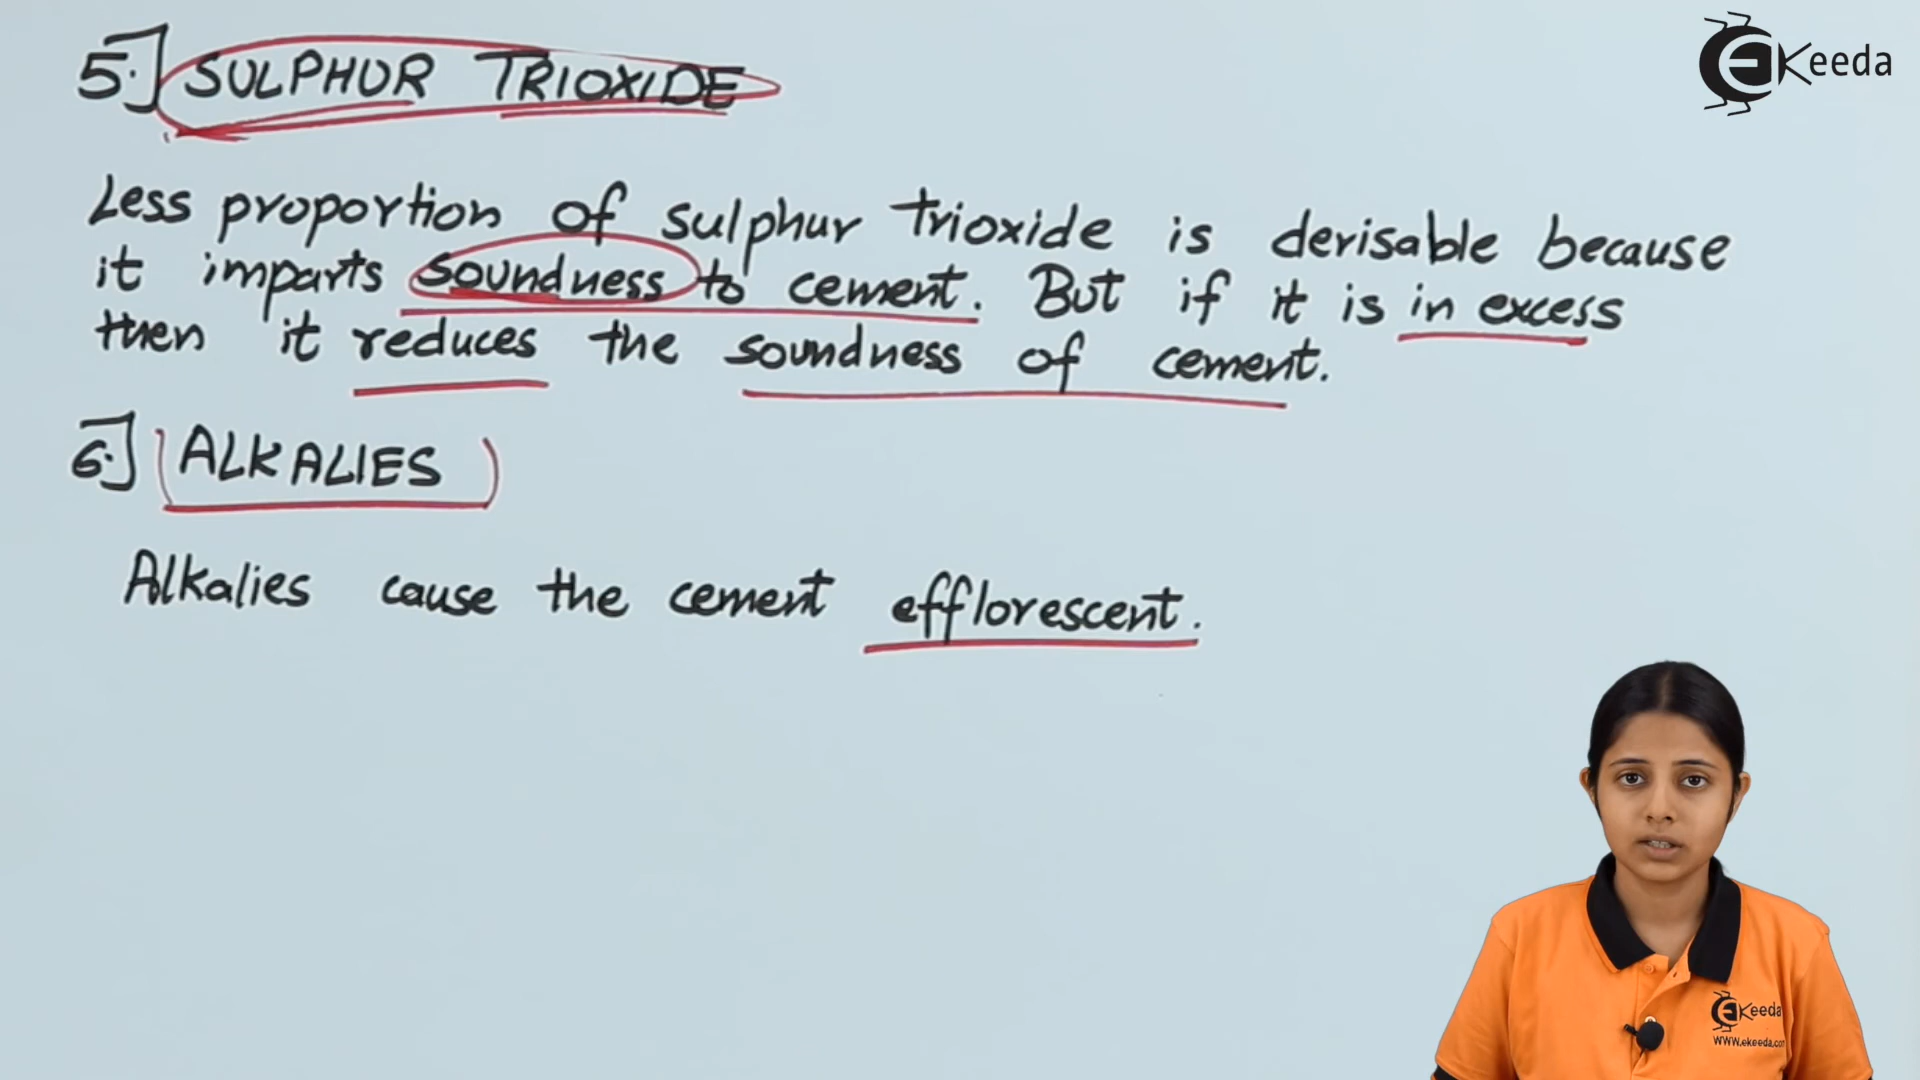 5.] SULPHUR TRIOXIDE
EKeeda
Less proportion of sulphur trioxide is derisable because
it imparts soundness to cement. But if it is in excess
then it reduces the soundness of cement.
6.] ALKALIES
Alkalies cause the cement efflorescent.
EKeeda
WWW.ekeeda.com